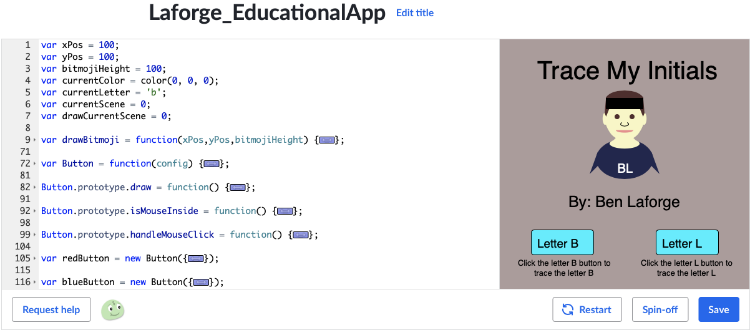 Laforge_EducationalApp Edit title
1 var xPos = 100;
2 var yPos = 100;
3 var bitmojiHeight = 100;
4 var currentColor = color(0, 0, 0);
5 var currentLetter = 'b';
6 var currentScene = 0;
7 var drawCurrentScene = 0;
8
9 var drawBitmoji = function(xPos,yPos,bitmojiHeight) {};
71
72 var Button = function(config) {};
81
82 Button.prototype.draw = function() {};
91
92 Button.prototype.isMouseInside = function() {};
98
99 Button.prototype.handleMouseClick = function() {};
104
105 var redButton = new Button({});
115
116 var blueButton = new Button({});
Trace My Initials
BL
By: Ben Laforge
Letter B
Click the letter B button to
trace the letter B
Letter L
Click the letter L button to
trace the letter L
Request help
Restart
Spin-off
Save